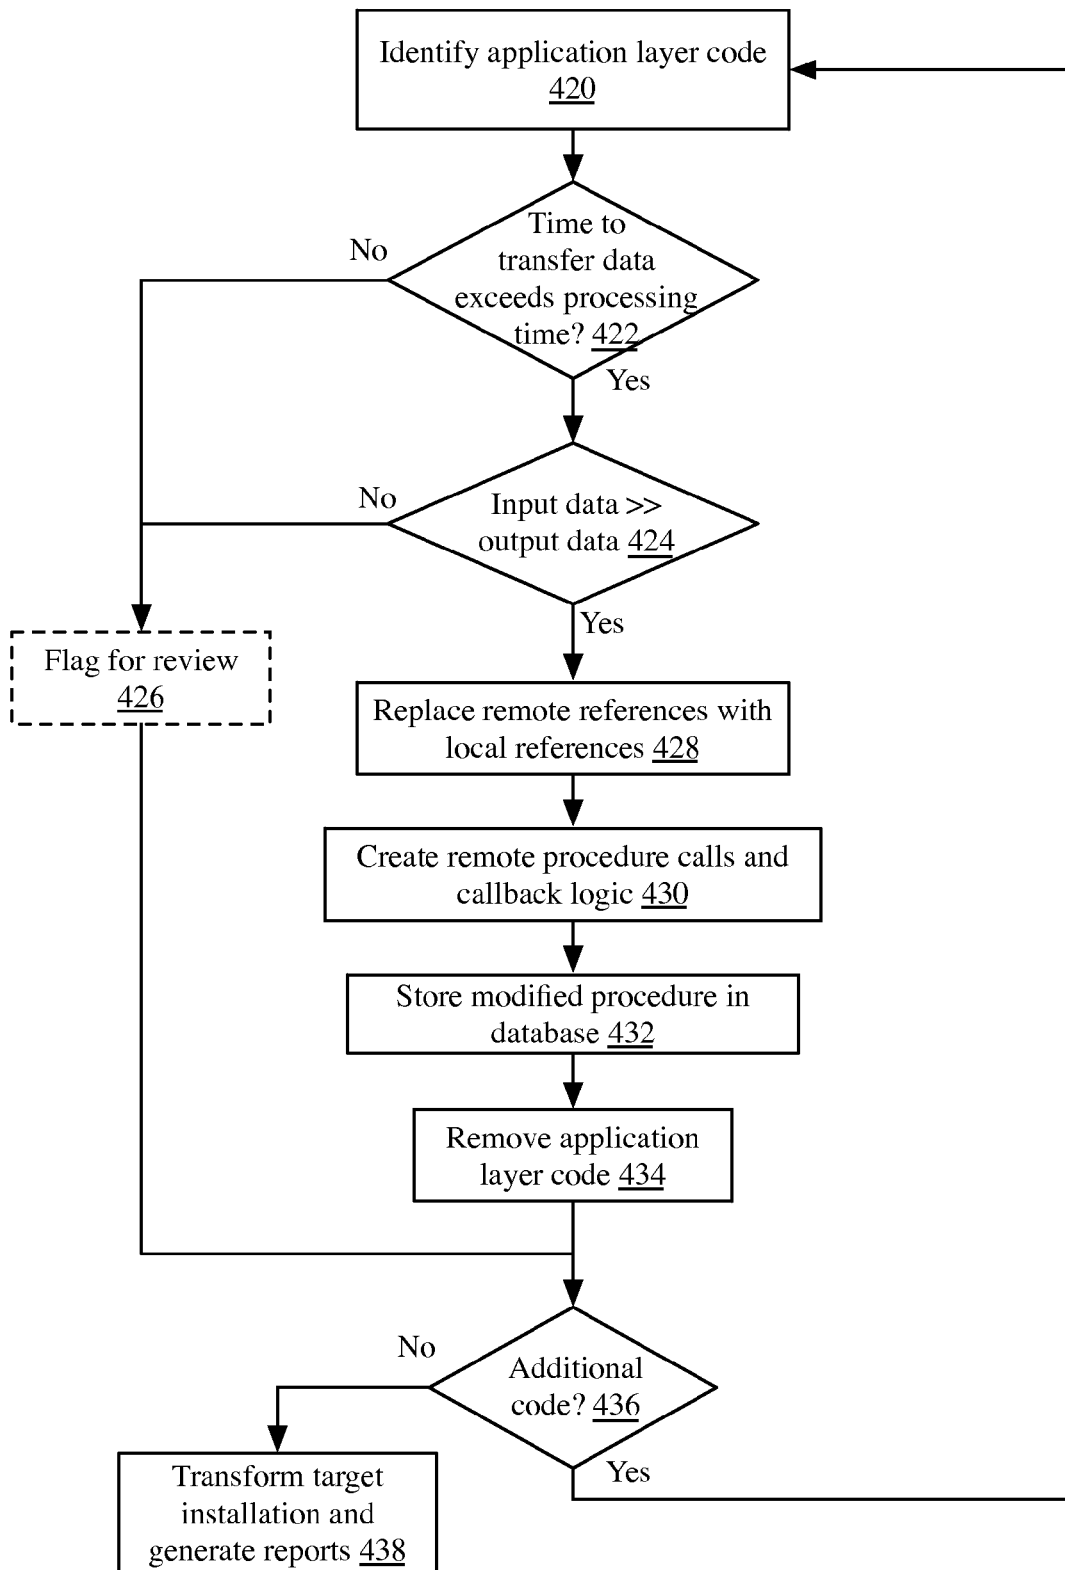 Identify application layer code
420
Time to
transfer data
exceeds processing
time? 422
No
Yes
Input data >>
output data 424
No
Yes
Flag for review
426
Replace remote references with
local references 428
Create remote procedure calls and
callback logic 430
Store modified procedure in
database 432
Remove application
layer code 434
Additional
code? 436
No
Yes
Transform target
installation and
generate reports 438